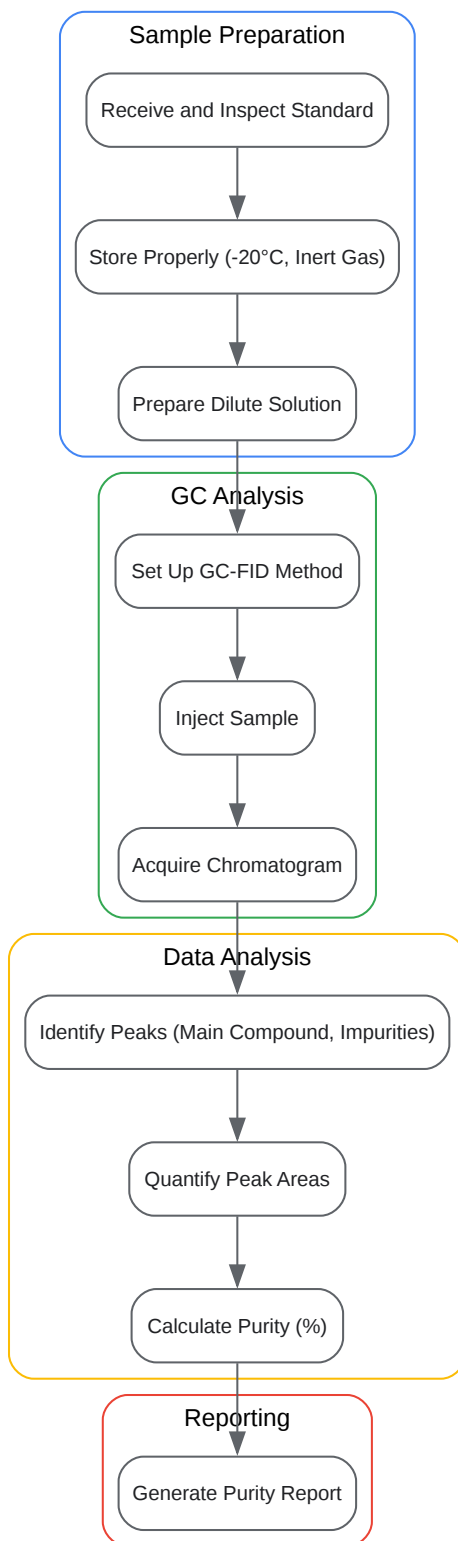 Sample Preparation
Receive and Inspect Standard
Store Properly (-20°C, Inert Gas)
Prepare Dilute Solution
GC Analysis
Set Up GC-FID Method
Inject Sample
Acquire Chromatogram
Data Analysis
Identify Peaks (Main Compound, Impurities)
Quantify Peak Areas
Calculate Purity (%)
Reporting
Generate Purity Report